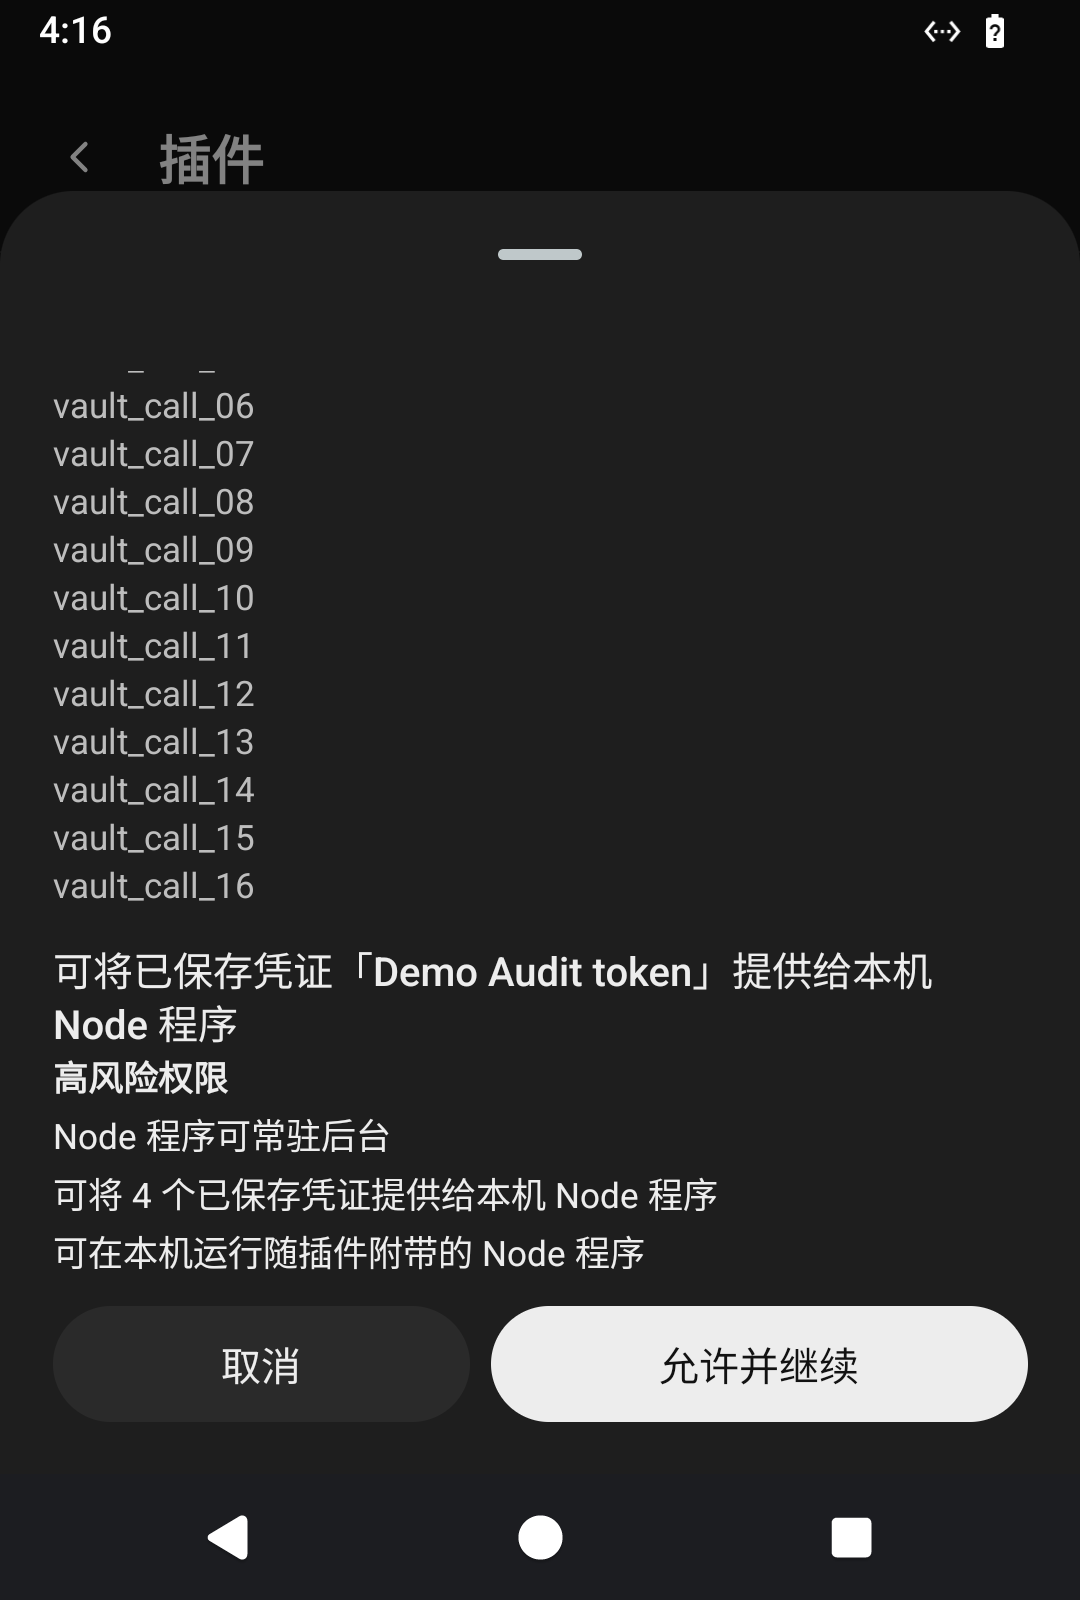 4:16
插件
vault_call_06
vault_call_07
vault_call_08
vault_call_09
vault_call_10
vault_call_11
vault_call_12
vault_call_13
vault_call_14
vault_call_15
vault_call_16
可将已保存凭证「Demo Audit token」提供给本机
Node 程序
高风险权限
Node 程序可常驻后台
可将 4 个已保存凭证提供给本机 Node 程序
可在本机运行随插件附带的 Node 程序
取消
允许并继续